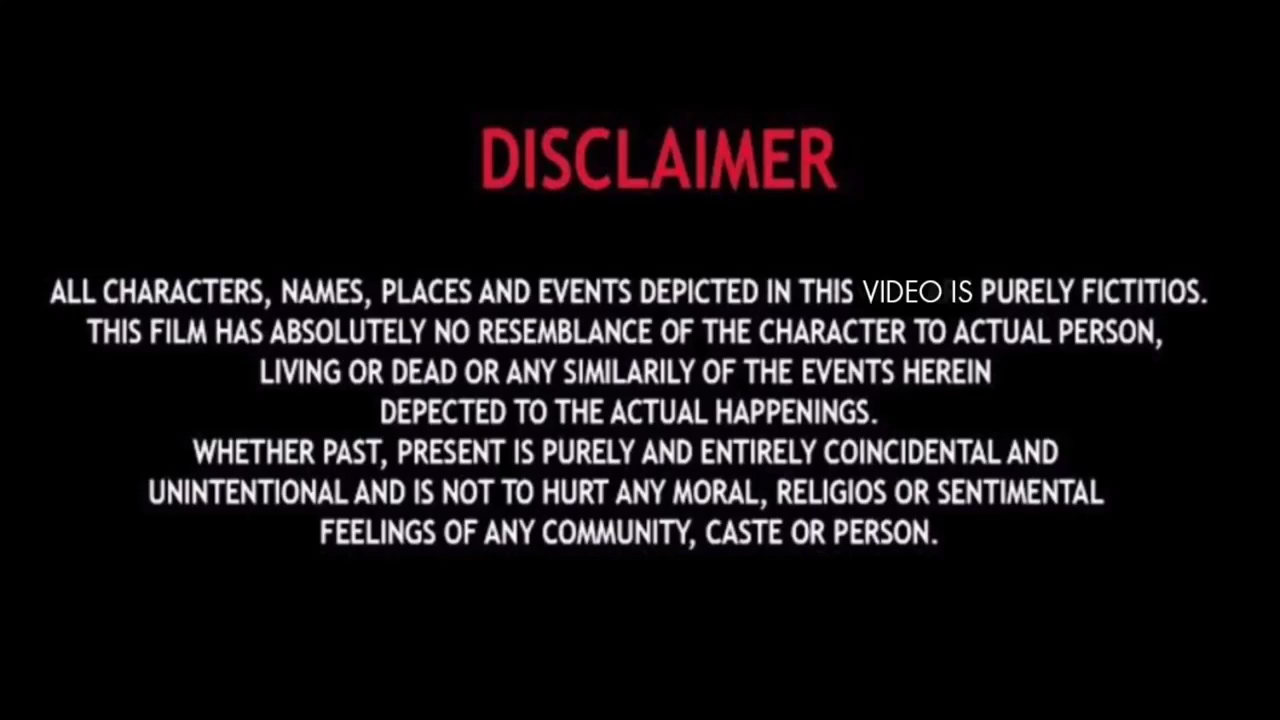 DISCLAIMER
ALL CHARACTERS, NAMES, PLACES AND EVENTS DEPICTED IN THIS VIDEO IS PURELY FICTITIOS.
THIS FILM HAS ABSOLUTELY NO RESEMBLANCE OF THE CHARACTER TO ACTUAL PERSON,
LIVING OR DEAD OR ANY SIMILARILY OF THE EVENTS HEREIN
DEPECTED TO THE ACTUAL HAPPENINGS.
WHETHER PAST, PRESENT IS PURELY AND ENTIRELY COINCIDENTAL AND
UNINTENTIONAL AND IS NOT TO HURT ANY MORAL, RELIGIOS OR SENTIMENTAL
FEELINGS OF ANY COMMUNITY, CASTE OR PERSON.